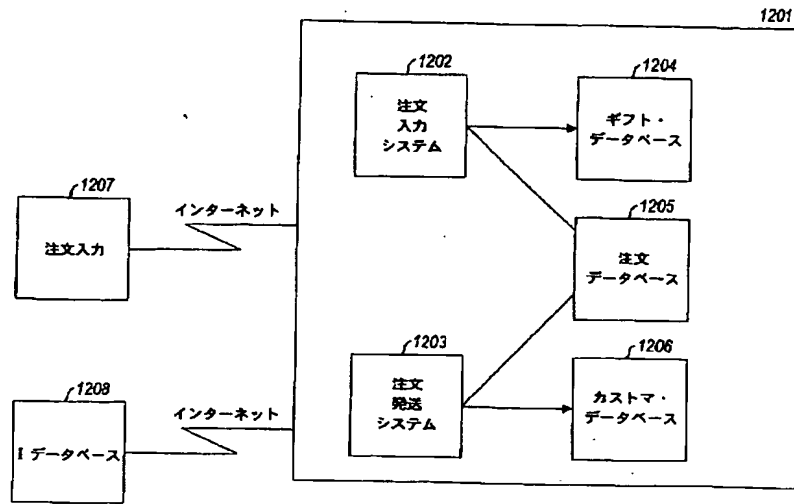 1201
1202
注文
入力
システム
1204
ギフト・
データベース
1207
注文入力
インターネット
1205
注文
データベース
1203
注文
発送
システム
1206
カストマ・
データベース
1208
I データベース
インターネット